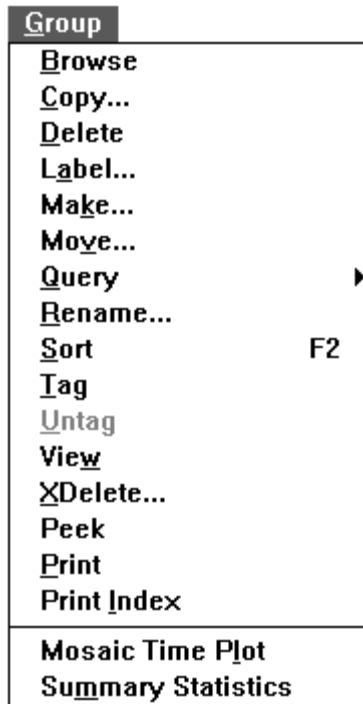 Group
Browse
Copy...
Delete
Label...
Make...
Move...
Query
Rename...
Sort F2
Tag
Untag
View
XDelete...
Peek
Print
Print Index
Mosaic Time Plot
Summary Statistics